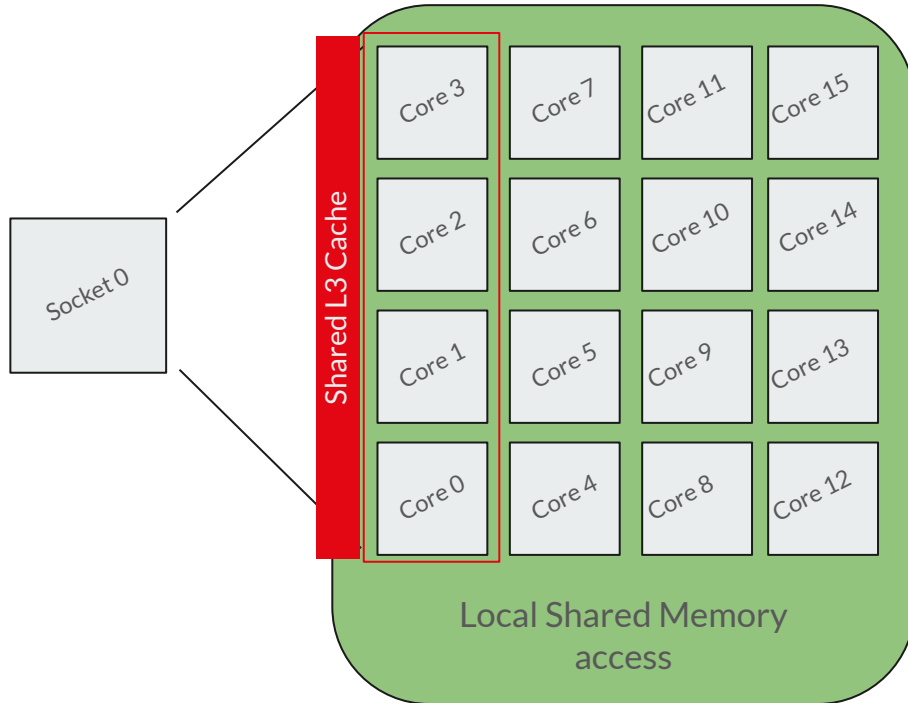 Socket 0
Shared L3 Cache
Core 3
Core 7
Core 11
Core 15
Core 2
Core 6
Core 10
Core 14
Core 1
Core 5
Core 9
Core 13
Core 0
Core 4
Core 8
Core 12
Local Shared Memory
access